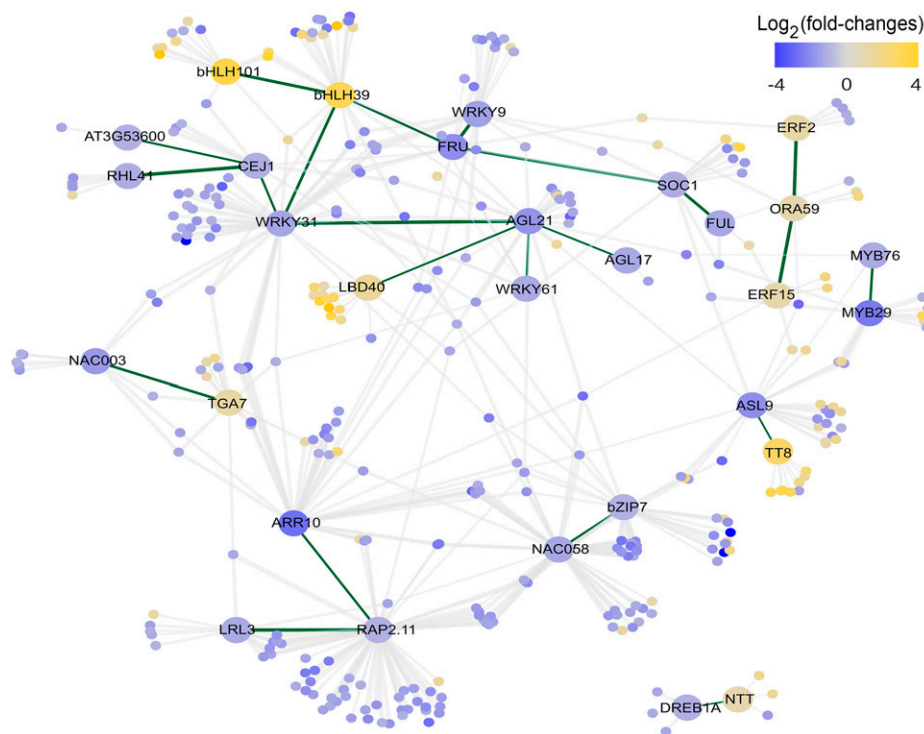 Log2(fold-changes)
-4 0 4
bHLH101
bHLH39
WRKY9
ERF2
AT3G53600
FRU
CEJ1
RHL41
SOC1
ORA59
WRKY31
AGL21
FUL
AGL17
MYB76
LBD40
WRKY61
ERF15
MYB29
NAC003
TGA7
ASL9
TT8
bZIP7
ARR10
NAC058
LRL3
RAP2.11
NTT
DREB1A